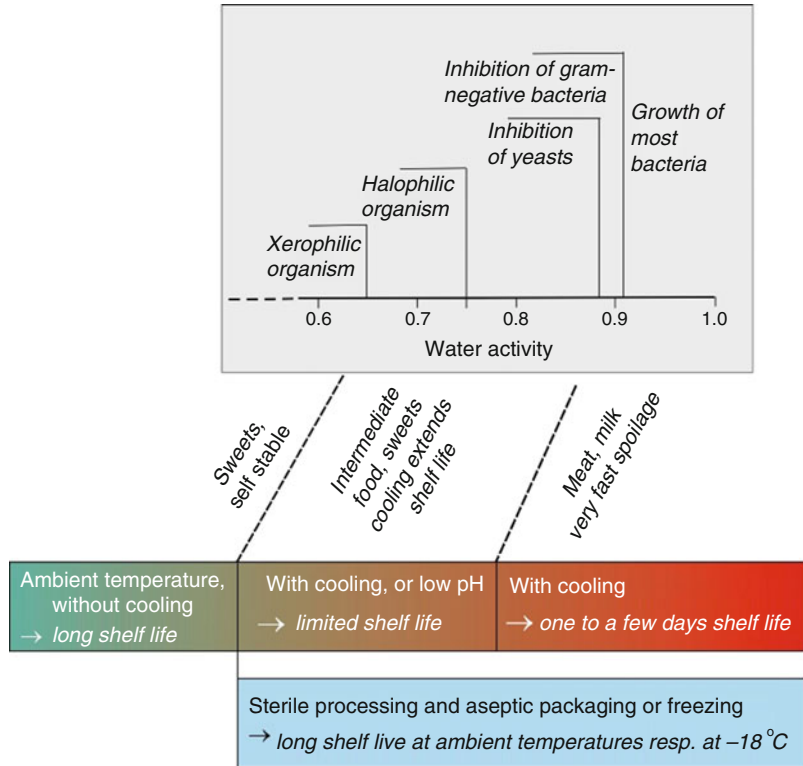 Inhibition of gram-
negative bacteria
Growth of
most
bacteria
Inhibition
of yeasts
Halophilic
organism
Xerophilic
organism
0.6 0.7 0.8 0.9 1.0
Water activity
Sweets,
self stable
Intermediate
food, sweets
cooling extends
shelf life
Meat, milk
very fast spoilage
Ambient temperature,
without cooling
→ long shelf life
With cooling, or low pH
→ limited shelf life
With cooling
→ one to a few days shelf life
Sterile processing and aseptic packaging or freezing
→ long shelf live at ambient temperatures resp. at –18 °C